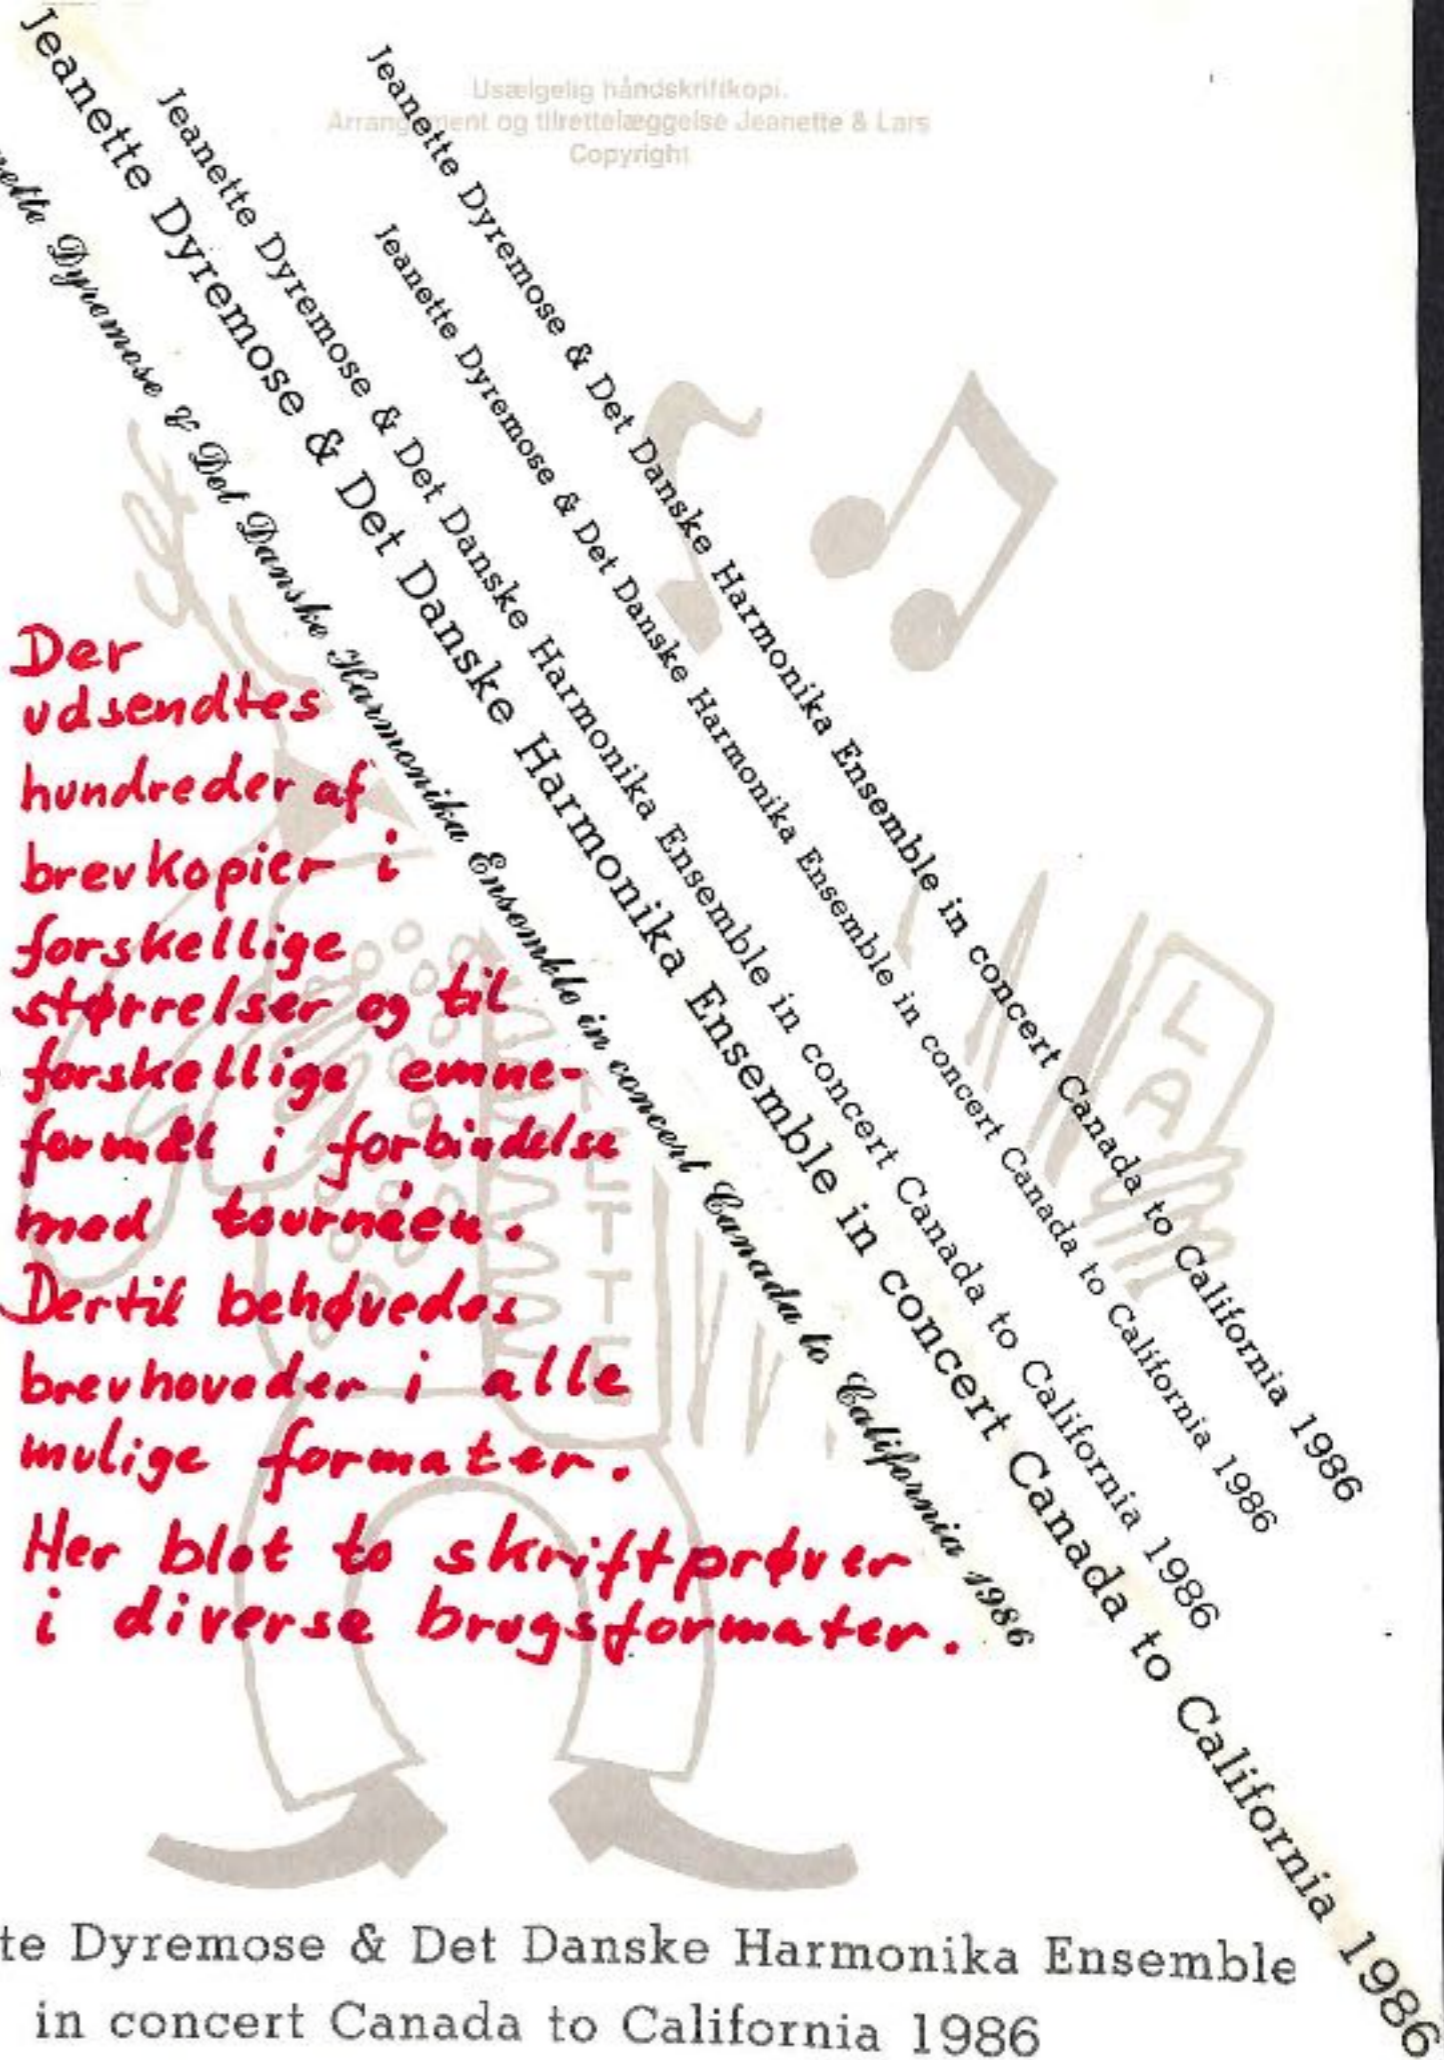 Usælgelig håndskriftkopi.
Arrangement og tilrettelæggelse Jeanette & Lars
Copyright
Jeanette Dyremose & Det Danske Harmonika Ensemble in concert Canada to California 1986
Jeanette Dyremose & Det Danske Harmonika Ensemble in concert Canada to California 1986
Jeanette Dyremose & Det Danske Harmonika Ensemble in concert Canada to California 1986
Jeanette Dyremose & Det Danske Harmonika Ensemble in concert Canada to California 1986
nette Dyremose & Det Danske Harmonika Ensemble in concert Canada to California 1986
Der
udsendtes
hundreder af
brevkopier i
forskellige
størrelser og til
forskellige emne-
formål i forbindelse
med tournéen.
Dertil behøvedes
brevhoveder i alle
mulige formater.
Her blot to skriftprøver
i diverse brugsformater.
LA
te Dyremose & Det Danske Harmonika Ensemble
in concert Canada to California 1986